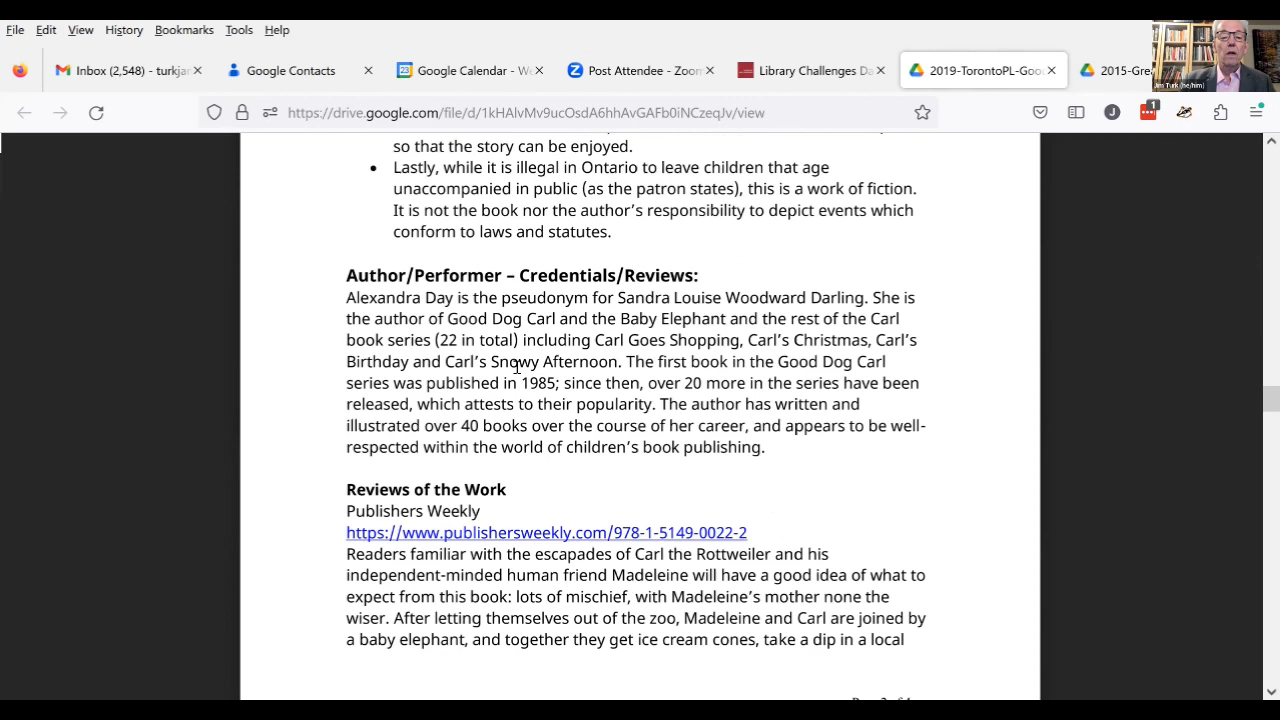 File Edit View History Bookmarks Tools Help
Inbox (2,548) - turkja
Google Contacts
Google Calendar - We
Post Attendee - Zoom
Library Challenges Da
2019-TorontoPL-Goo
2015-Grea
Jim Turk (he/him)
https://drive.google.com/file/d/1kHAlvMv9ucOsdA6hhAvGAFb0iNCzeqJv/view
J
1
so that the story can be enjoyed.
• Lastly, while it is illegal in Ontario to leave children that age
unaccompanied in public (as the patron states), this is a work of fiction.
It is not the book nor the author's responsibility to depict events which
conform to laws and statutes.
Author/Performer – Credentials/Reviews:
Alexandra Day is the pseudonym for Sandra Louise Woodward Darling. She is
the author of Good Dog Carl and the Baby Elephant and the rest of the Carl
book series (22 in total) including Carl Goes Shopping, Carl's Christmas, Carl's
Birthday and Carl's Snowy Afternoon. The first book in the Good Dog Carl
series was published in 1985; since then, over 20 more in the series have been
released, which attests to their popularity. The author has written and
illustrated over 40 books over the course of her career, and appears to be well-
respected within the world of children's book publishing.
Reviews of the Work
Publishers Weekly
https://www.publishersweekly.com/978-1-5149-0022-2
Readers familiar with the escapades of Carl the Rottweiler and his
independent-minded human friend Madeleine will have a good idea of what to
expect from this book: lots of mischief, with Madeleine's mother none the
wiser. After letting themselves out of the zoo, Madeleine and Carl are joined by
a baby elephant, and together they get ice cream cones, take a dip in a local